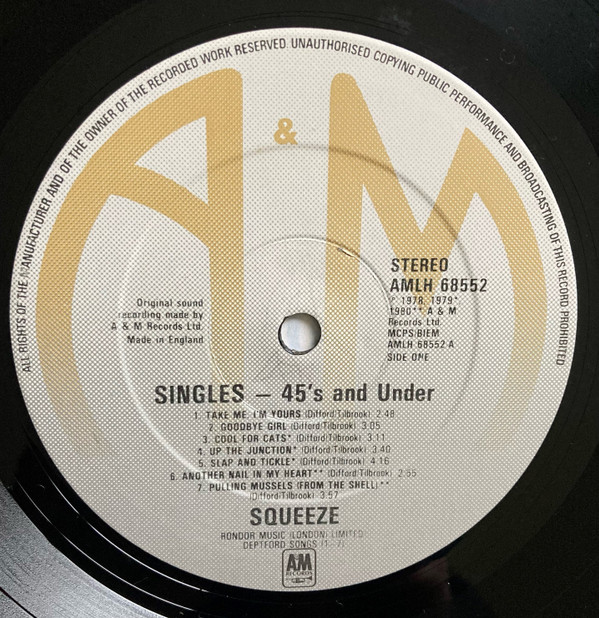 ALL RIGHTS OF THE MANUFACTURER AND OF THE OWNER OF THE RECORDED WORK RESERVED. UNAUTHORISED COPYING PUBLIC PERFORMANCE AND BROADCASTING OF THIS RECORD PROHIBITED
A & M
STEREO
AMLH 68552
℗ 1978, 1979*
1980** A & M
Records Ltd.
MCPS/BIEM
AMLH 68552 A
SIDE ONE
Original sound
recording made by
A & M Records Ltd.
Made in England
SINGLES – 45's and Under
1. TAKE ME, I'M YOURS (Difford/Tilbrook) 2.48
2. GOODBYE GIRL (Difford/Tilbrook) 3.05
3. COOL FOR CATS* (Difford/Tilbrook) 3.11
4. UP THE JUNCTION* (Difford/Tilbrook) 3.40
5. SLAP AND TICKLE* (Difford/Tilbrook) 4.16
6. ANOTHER NAIL IN MY HEART** (Difford/Tilbrook) 2.55
7. PULLING MUSSELS (FROM THE SHELL)**
(Difford/Tilbrook) 3.57
SQUEEZE
RONDOR MUSIC (LONDON) LIMITED/
DEPTFORD SONGS (1 - 7)
AM
RECORDS